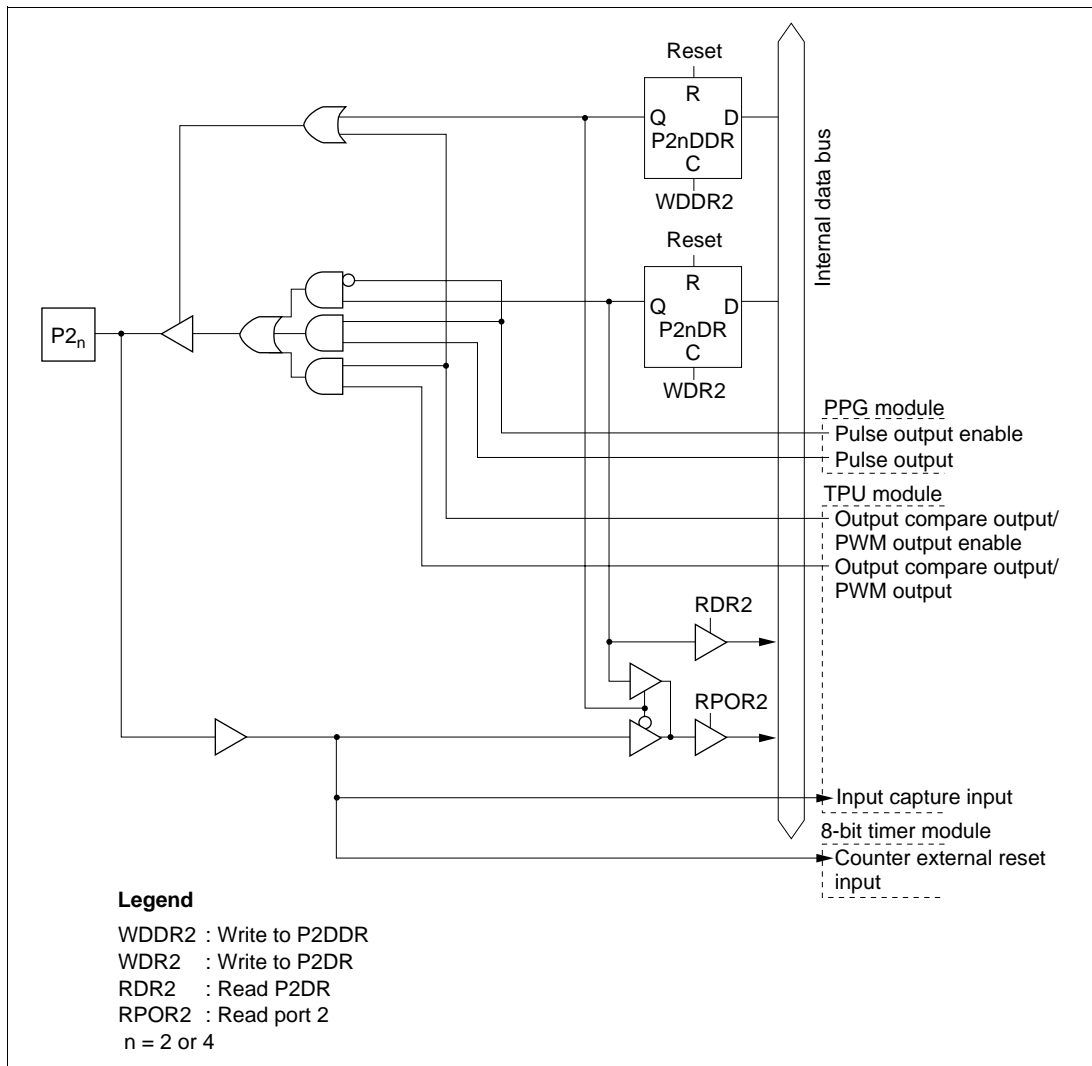 Reset
R
Q D
P2nDDR
C
WDDR2
Reset
R
Q D
P2nDR
C
WDR2
Internal data bus
P2n
PPG module
Pulse output enable
Pulse output
TPU module
Output compare output/
PWM output enable
Output compare output/
PWM output
RDR2
RPOR2
Input capture input
8-bit timer module
Counter external reset
input
Legend
WDDR2 : Write to P2DDR
WDR2 : Write to P2DR
RDR2 : Read P2DR
RPOR2 : Read port 2
n = 2 or 4